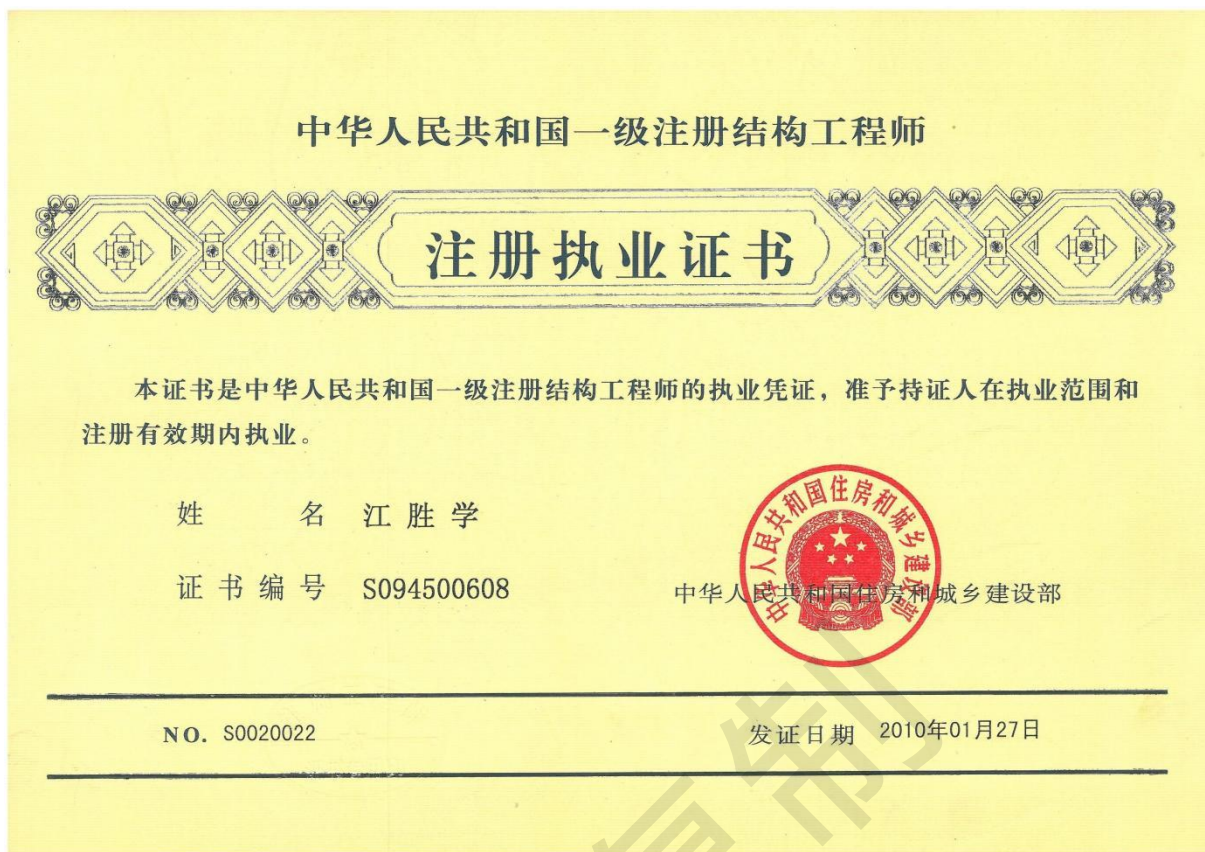 中华人民共和国一级注册结构工程师
注册执业证书
本证书是中华人民共和国一级注册结构工程师的执业凭证，准予持证人在执业范围和
注册有效期内执业。
姓 名 江胜学
证书编号 S094500608
中华人民共和国住房和城乡建设部
中华人民共和国住房和城乡建设部
NO. S0020022
发证日期 2010年01月27日
复制